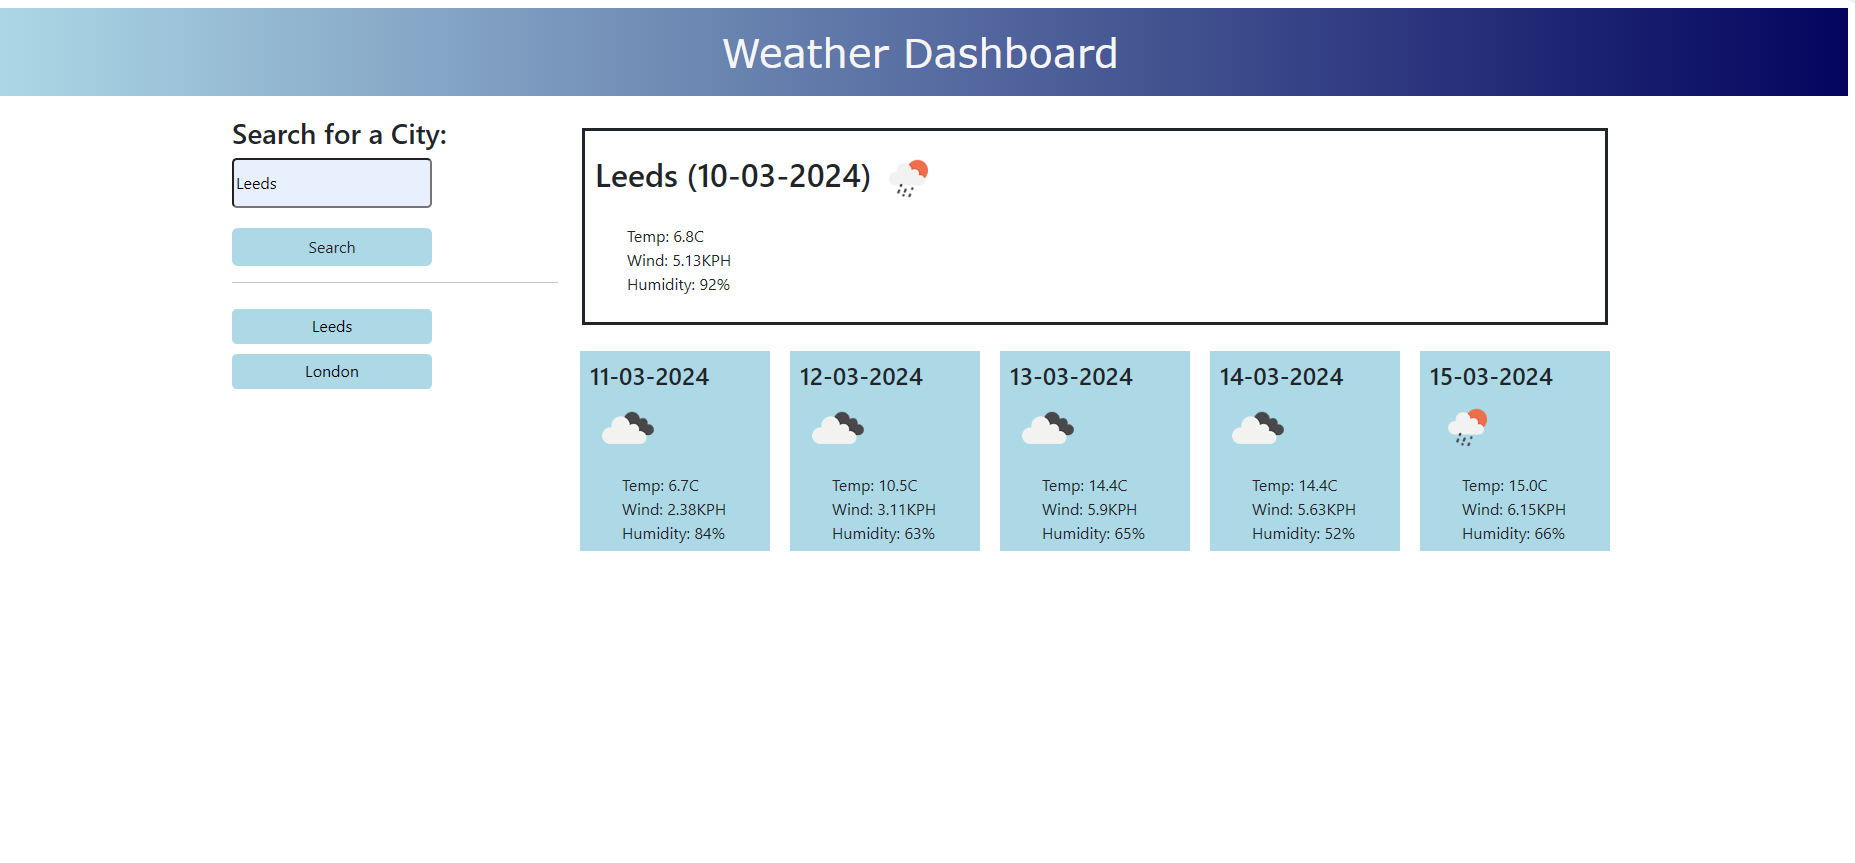 Weather Dashboard
Search for a City:
Leeds
Search
Leeds
London
Leeds (10-03-2024)
Temp: 6.8C
Wind: 5.13KPH
Humidity: 92%
11-03-2024
Temp: 6.7C
Wind: 2.38KPH
Humidity: 84%
12-03-2024
Temp: 10.5C
Wind: 3.11KPH
Humidity: 63%
13-03-2024
Temp: 14.4C
Wind: 5.9KPH
Humidity: 65%
14-03-2024
Temp: 14.4C
Wind: 5.63KPH
Humidity: 52%
15-03-2024
Temp: 15.0C
Wind: 6.15KPH
Humidity: 66%